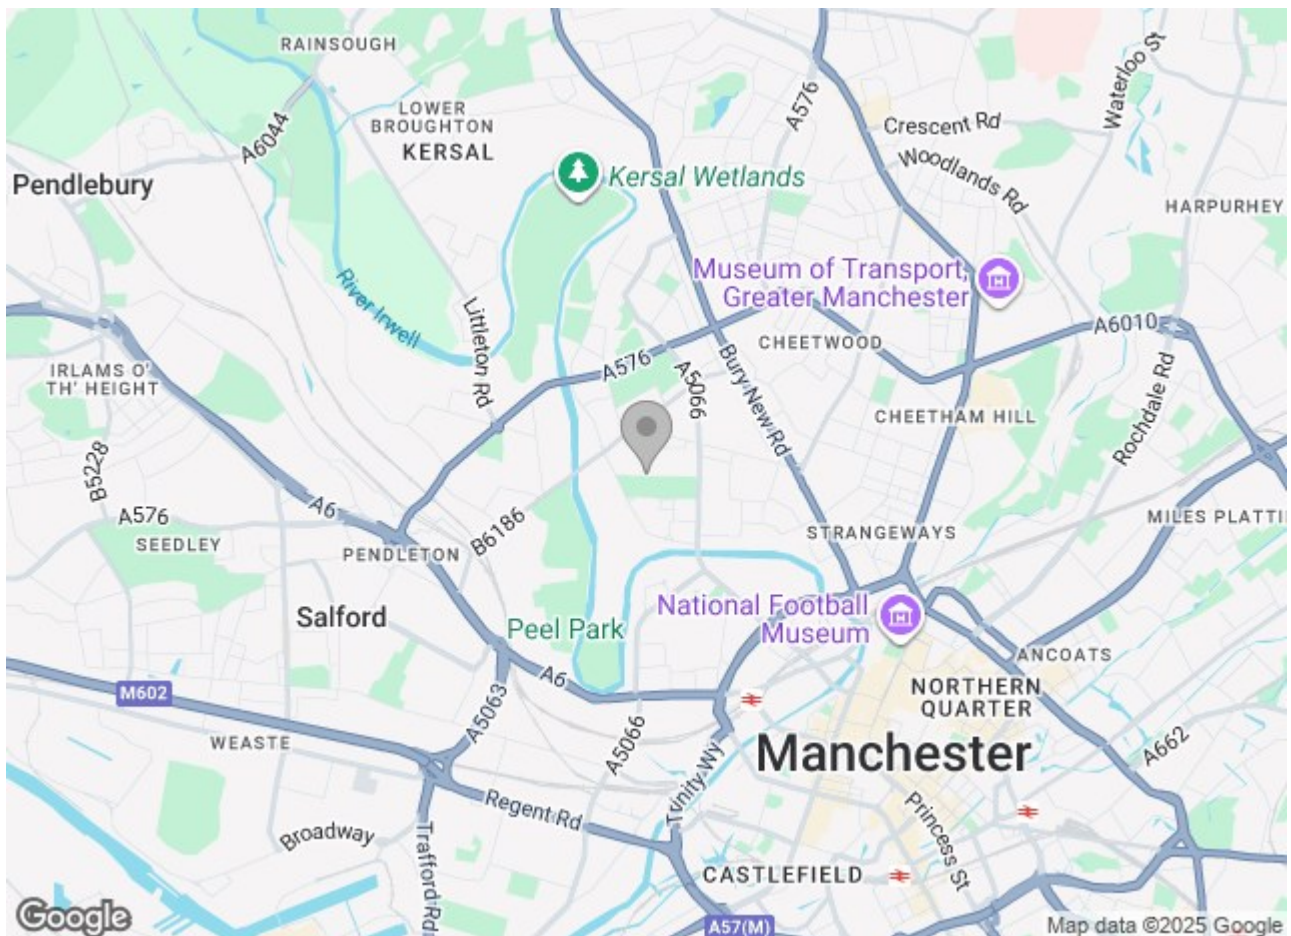 RAINSOUGH
LOWER
BROUGHTON
KERSAL
A6044
A576
Waterloo St
Crescent Rd
Woodlands Rd
Pendlebury
Kersal Wetlands
HARPURHEY
River Irwell
Museum of Transport,
Greater Manchester
Littleton Rd
CHEETWOOD
A6010
IRLAMS O'
TH' HEIGHT
A576
A5066
Bury New Rd
Rochdale Rd
CHEETHAM HILL
B5228
A576
A6
SEEDLEY
PENDLETON
B6186
STRANGEWAYS
MILES PLATTI
Salford
Peel Park
National Football
Museum
ANCOATS
M602
A6
A5063
NORTHERN
QUARTER
WEASTE
A5066
Manchester
A662
Trinity Wy
Regent Rd
Princess St
Broadway
Trafford Rd
CASTLEFIELD
Google
A57(M)
Map data ©2025 Google